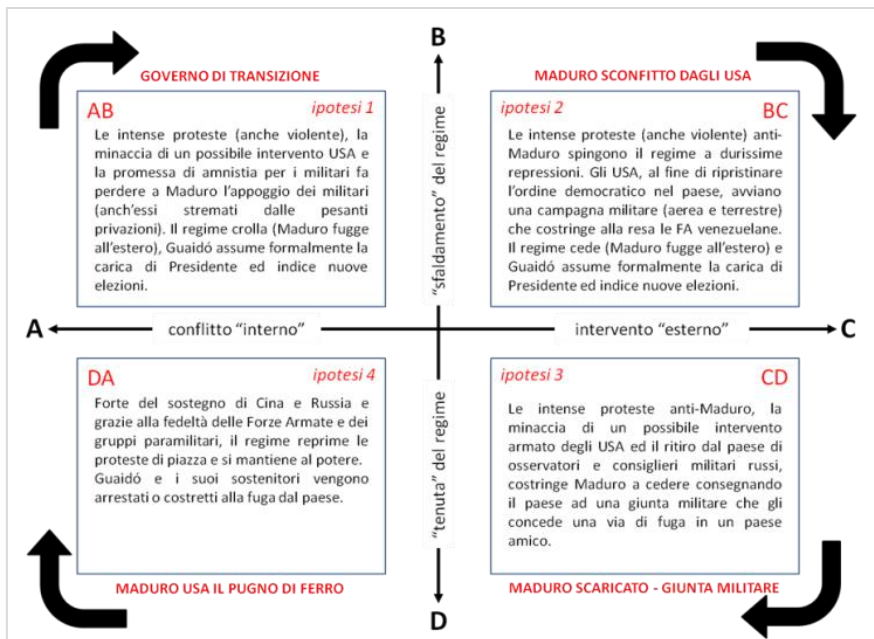 B
GOVERNO DI TRANSIZIONE
AB
ipotesi 1
Le intense proteste (anche violente), la
minaccia di un possibile intervento USA e
la promessa di amnistia per i militari fa
perdere a Maduro l'appoggio dei militari
(anch'essi stremati dalle pesanti
privazioni). Il regime crolla (Maduro fugge
all'estero), Guaidó assume formalmente la
carica di Presidente ed indice nuove
elezioni.
"sfaldamento" del regime
MADURO SCONFITTO DAGLI USA
ipotesi 2
BC
Le intense proteste (anche violente) anti-
Maduro spingono il regime a durissime
repressioni. Gli USA, al fine di ripristinare
l'ordine democratico nel paese, avviano
una campagna militare (aerea e terrestre)
che costringe alla resa le FA venezuelane.
Il regime cede (Maduro fugge all'estero) e
Guaidó assume formalmente la carica di
Presidente ed indice nuove elezioni.
A
conflitto "interno"
intervento "esterno"
C
DA
ipotesi 4
Forte del sostegno di Cina e Russia e
grazie alla fedeltà delle Forze Armate e dei
gruppi paramilitari, il regime reprime le
proteste di piazza e si mantiene al potere.
Guaidó e i suoi sostenitori vengono
arrestati o costretti alla fuga dal paese.
MADURO USA IL PUGNO DI FERRO
"tenuta" del regime
ipotesi 3
CD
Le intense proteste anti-Maduro, la
minaccia di un possibile intervento
armato degli USA ed il ritiro dal paese di
osservatori e consiglieri militari russi,
costringe Maduro a cedere consegnando
il paese ad una giunta militare che gli
concede una via di fuga in un paese
amico.
MADURO SCARICATO - GIUNTA MILITARE
D